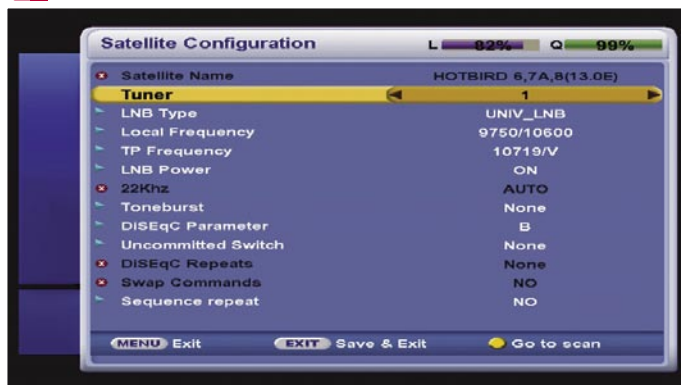 Satellite Configuration L 82% Q 99%
Satellite Name HOTBIRD 6,7A,8(13.0E)
Tuner 1
LNB Type UNIV_LNB
Local Frequency 9750/10600
TP Frequency 10719/V
LNB Power ON
22Khz AUTO
Toneburst None
DiSEqC Parameter B
Uncommitted Switch None
DiSEqC Repeats None
Swap Commands NO
Sequence repeat NO
MENU Exit EXIT Save & Exit Go to scan